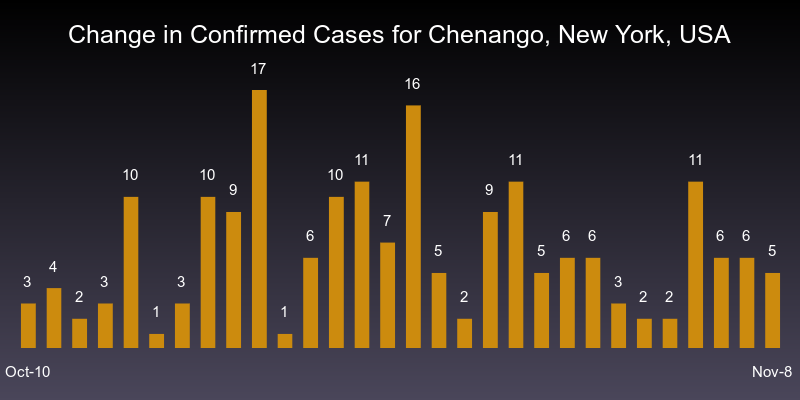 Change in Confirmed Cases for Chenango, New York, USA
3 4 2 3 10 1 3 10 9 17 1 6 10 11 7 16 5 2 9 11 5 6 6 3 2 2 11 6 6 5
Oct-10 Nov-8